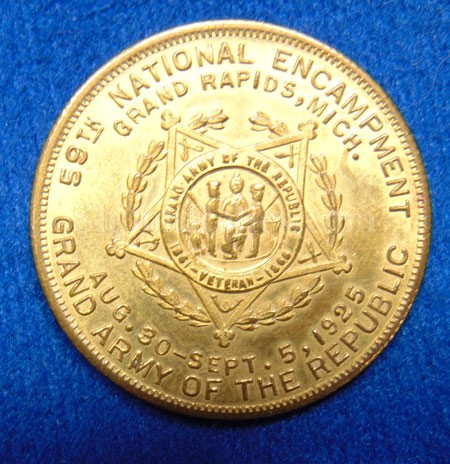 59TH NATIONAL ENCAMPMENT
GRAND RAPIDS, MICH.
GRAND ARMY OF THE REPUBLIC
1861-VETERAN-1866
AUG. 30-SEPT. 5, 1925
GRAND ARMY OF THE REPUBLIC